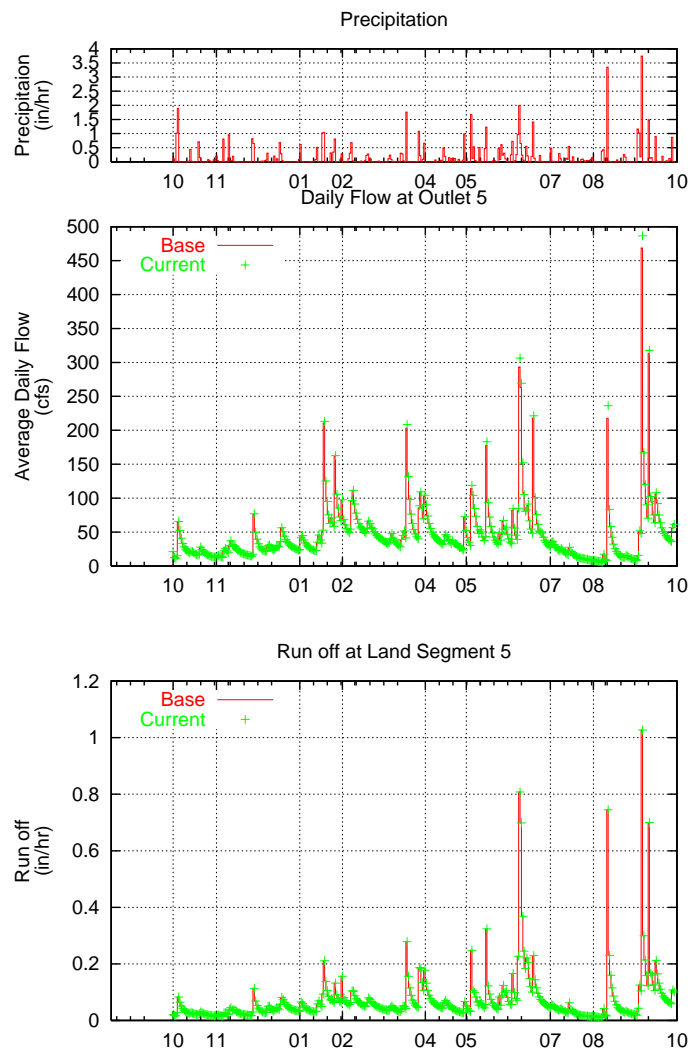 Precipitation
Precipitaion
(in/hr)
4
3.5
2.5
1.5
0.5
0
10 11 01 02 04 05 07 08 10
Daily Flow at Outlet 5
Average Daily Flow
(cfs)
500
450
400
350
300
250
200
150
100
50
0
Base
Current
10 11 01 02 04 05 07 08 10
Run off at Land Segment 5
Run off
(in/hr)
1.2
1
0.8
0.6
0.4
0.2
0
Base
Current
10 11 01 02 04 05 07 08 10